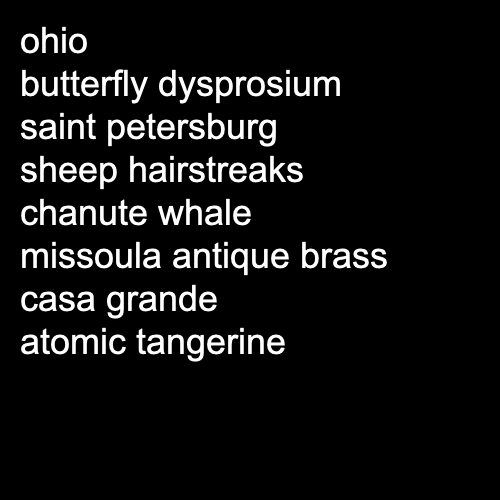 ohio
butterfly dysprosium
saint petersburg
sheep hairstreaks
chanute whale
missoula antique brass
casa grande
atomic tangerine